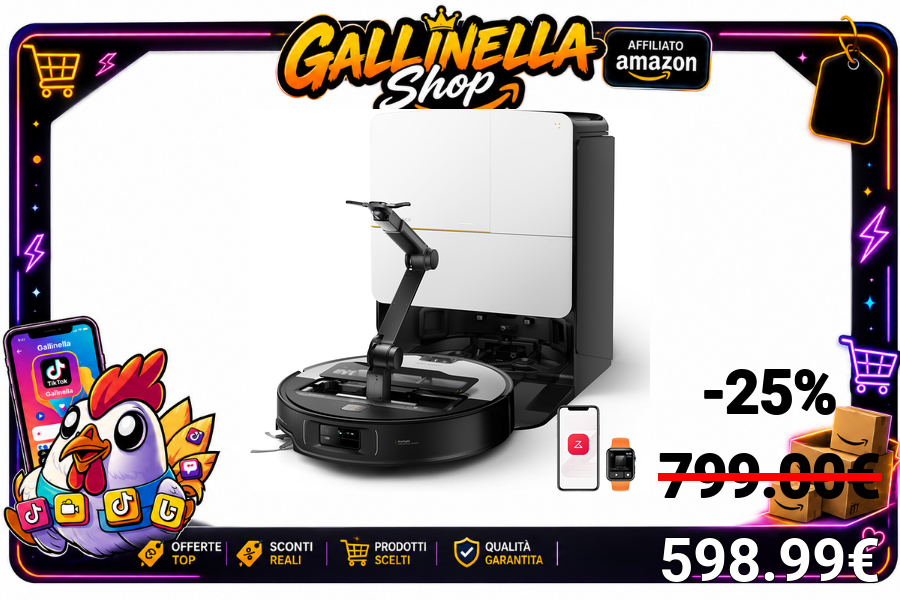 GALLINELLA
Shop
AFFILIATO
amazon
Gallinella
TikTok
Gallinella
-25%
799.00€
598.99€
OFFERTE
TOP
SCONTI
REALI
PRODOTTI
SCELTI
QUALITÀ
GARANTITA